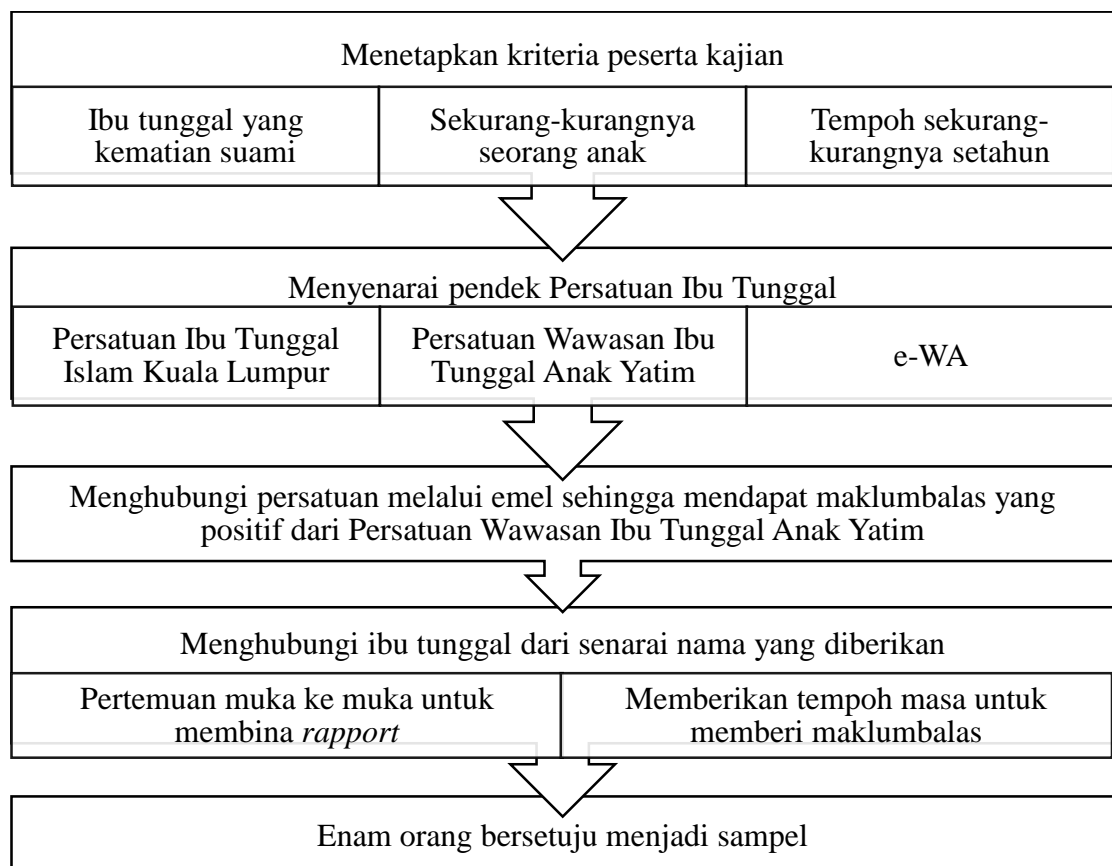 Menetapkan kriteria peserta kajian
Ibu tunggal yang
kematian suami
Sekurang-kurangnya
seorang anak
Tempoh sekurang-
kurangnya setahun
Menyenarai pendek Persatuan Ibu Tunggal
Persatuan Ibu Tunggal
Islam Kuala Lumpur
Persatuan Wawasan Ibu
Tunggal Anak Yatim
e-WA
Menghubungi persatuan melalui emel sehingga mendapat maklumbalas yang
positif dari Persatuan Wawasan Ibu Tunggal Anak Yatim
Menghubungi ibu tunggal dari senarai nama yang diberikan
Pertemuan muka ke muka untuk
membina rapport
Memberikan tempoh masa untuk
memberi maklumbalas
Enam orang bersetuju menjadi sampel